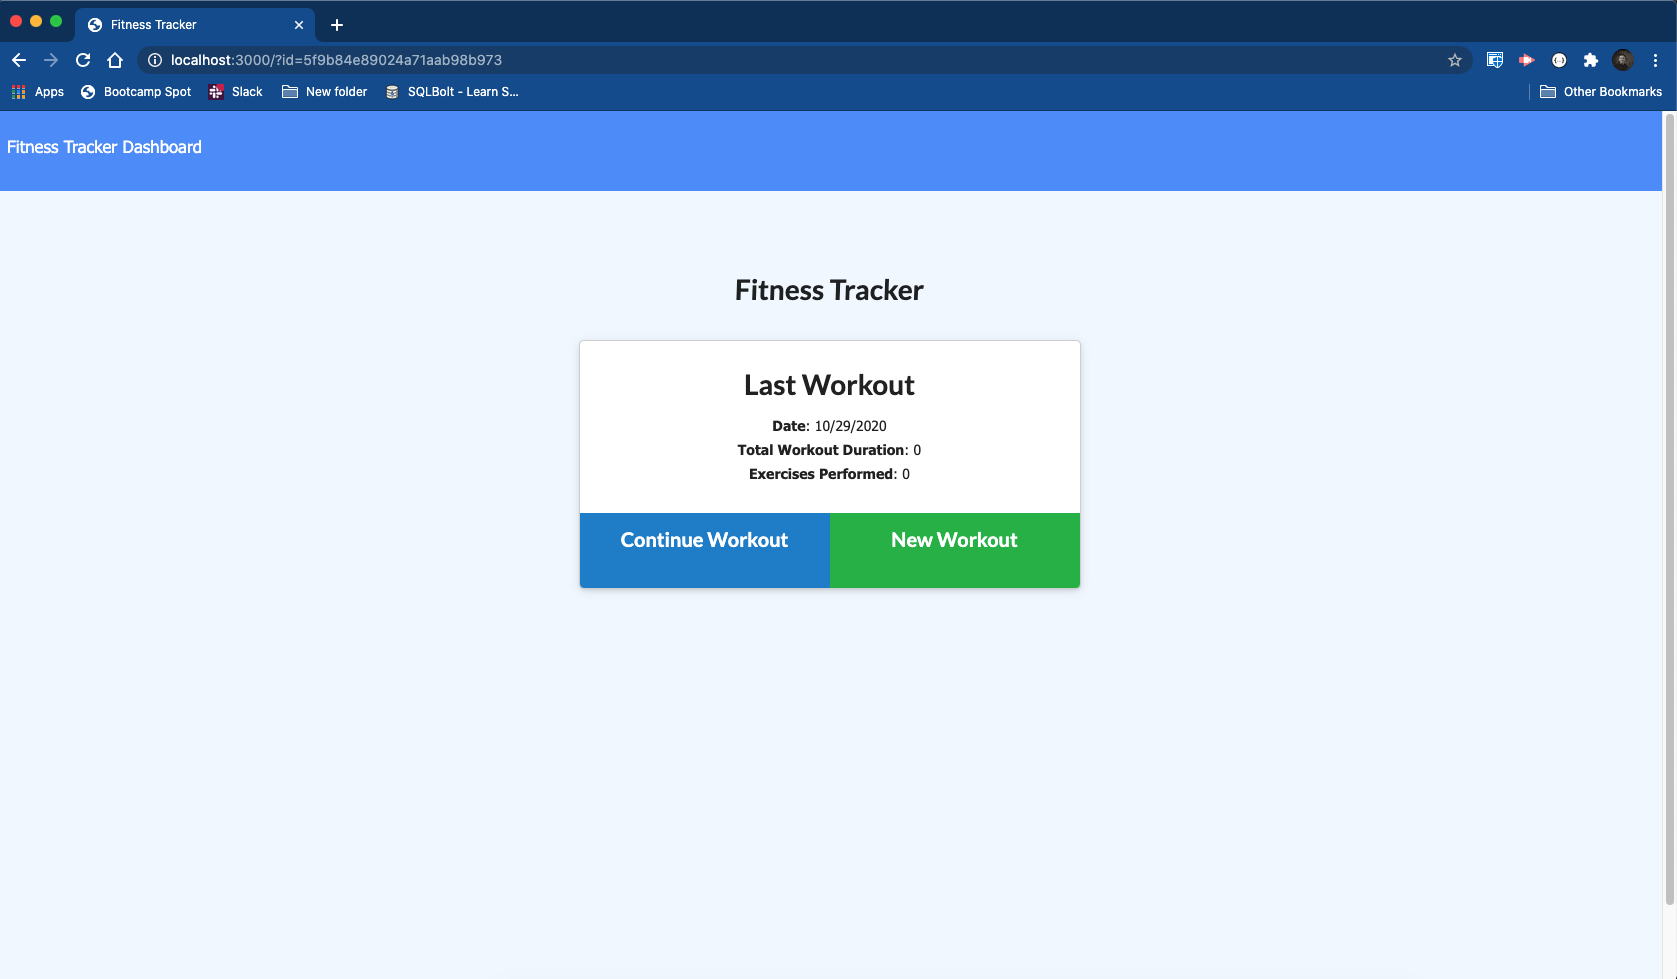 Fitness Tracker
localhost:3000/?id=5f9b84e89024a71aab98b973
Apps Bootcamp Spot Slack New folder SQLBolt - Learn S... Other Bookmarks
Fitness Tracker Dashboard
Fitness Tracker
Last Workout
Date: 10/29/2020
Total Workout Duration: 0
Exercises Performed: 0
Continue Workout New Workout